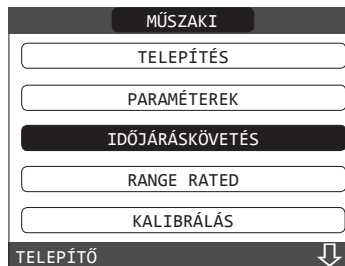 MŰSZAKI
TELEPÍTÉS
PARAMÉTEREK
IDŐJÁRÁSKÖVETÉS
RANGE RATED
KALIBRÁLÁS
TELEPÍTŐ